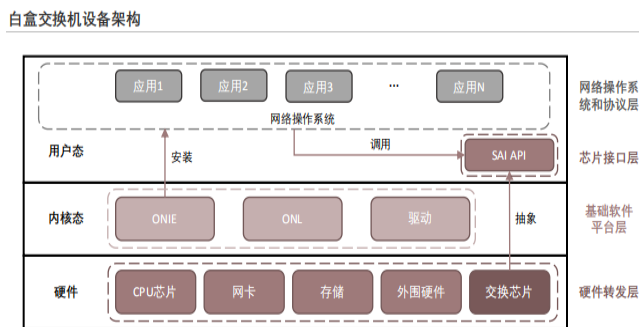 白盒交换机设备架构
应用1
应用2
应用3
...
应用N
网络操作系统
网络操作系
统和协议层
用户态
安装
调用
SAI API
芯片接口层
内核态
ONIE
ONL
驱动
抽象
基础软件
平台层
硬件
CPU芯片
网卡
存储
外围硬件
交换芯片
硬件转发层